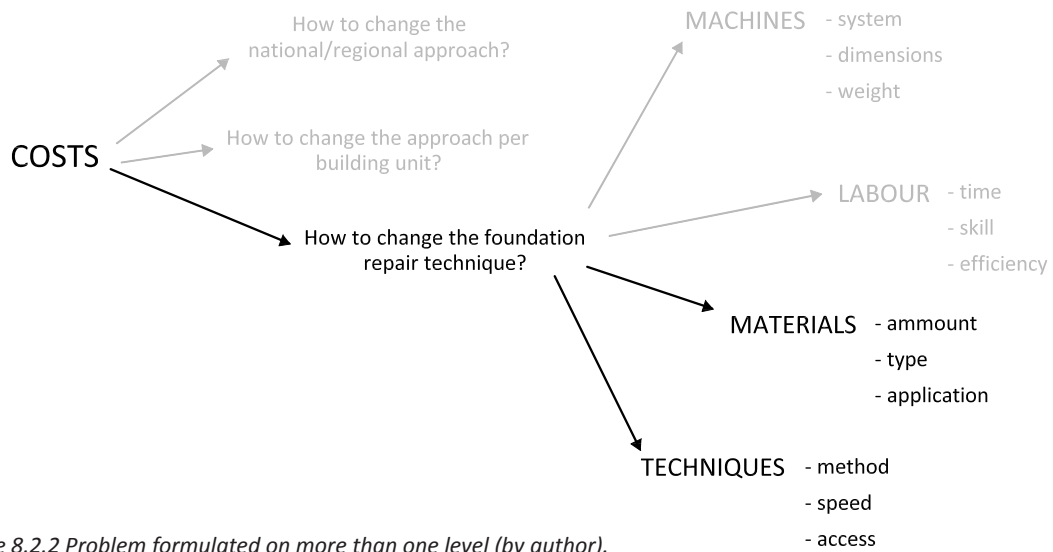 COSTS
How to change the
national/regional approach?
How to change the approach per
building unit?
How to change the foundation
repair technique?
MACHINES
- system
- dimensions
- weight
LABOUR
- time
- skill
- efficiency
MATERIALS
- ammount
- type
- application
TECHNIQUES
- method
- speed
- access
e 8.2.2 Problem formulated on more than one level (by author).